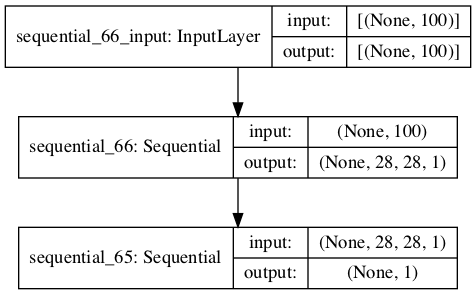 sequential_66_input: InputLayer
input: [(None, 100)]
output: [(None, 100)]
sequential_66: Sequential
input: (None, 100)
output: (None, 28, 28, 1)
sequential_65: Sequential
input: (None, 28, 28, 1)
output: (None, 1)